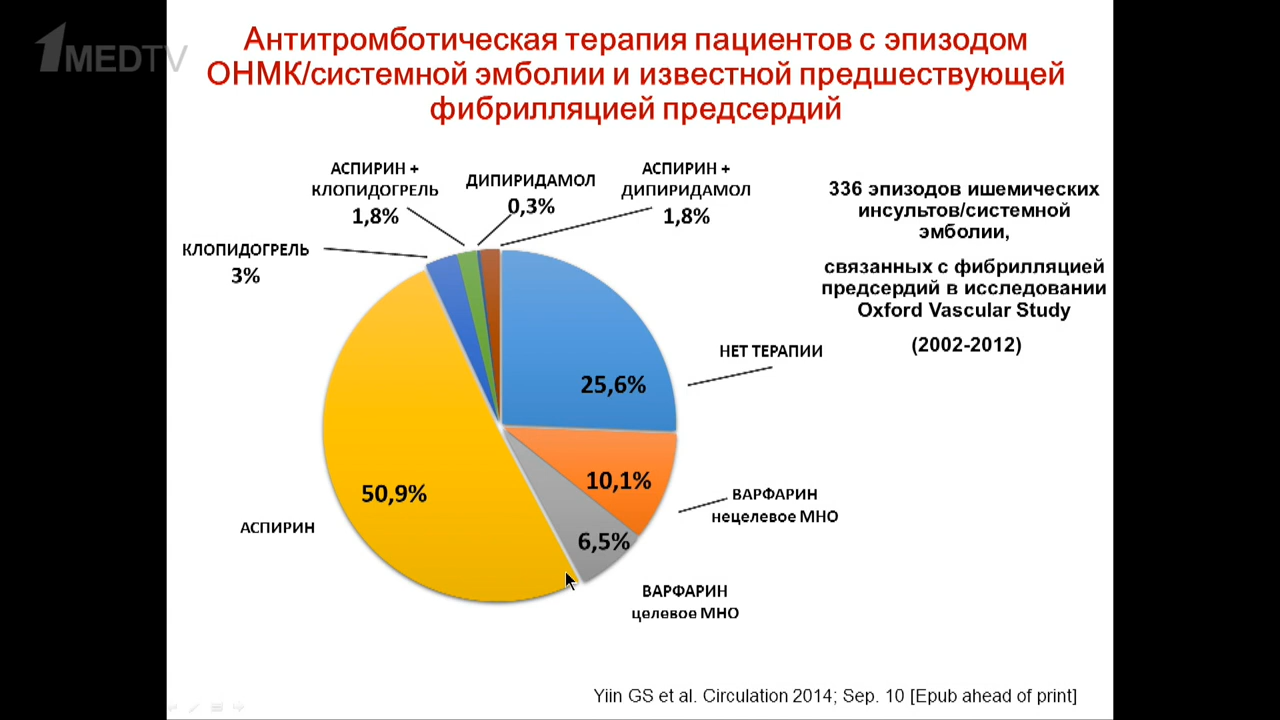 1MEDTV
Антитромботическая терапия пациентов с эпизодом
ОНМК/системной эмболии и известной предшествующей
фибрилляцией предсердий
АСПИРИН +
КЛОПИДОГРЕЛЬ
1,8%
ДИПИРИДАМОЛ
0,3%
АСПИРИН +
ДИПИРИДАМОЛ
1,8%
КЛОПИДОГРЕЛЬ
3%
336 эпизодов ишемических
инсультов/системной
эмболии,
связанных с фибрилляцией
предсердий в исследовании
Oxford Vascular Study
(2002-2012)
НЕТ ТЕРАПИИ
25,6%
10,1%
ВАРФАРИН
нецелевое МНО
50,9%
АСПИРИН
6,5%
ВАРФАРИН
целевое МНО
Yiin GS et al. Circulation 2014; Sep. 10 [Epub ahead of print]